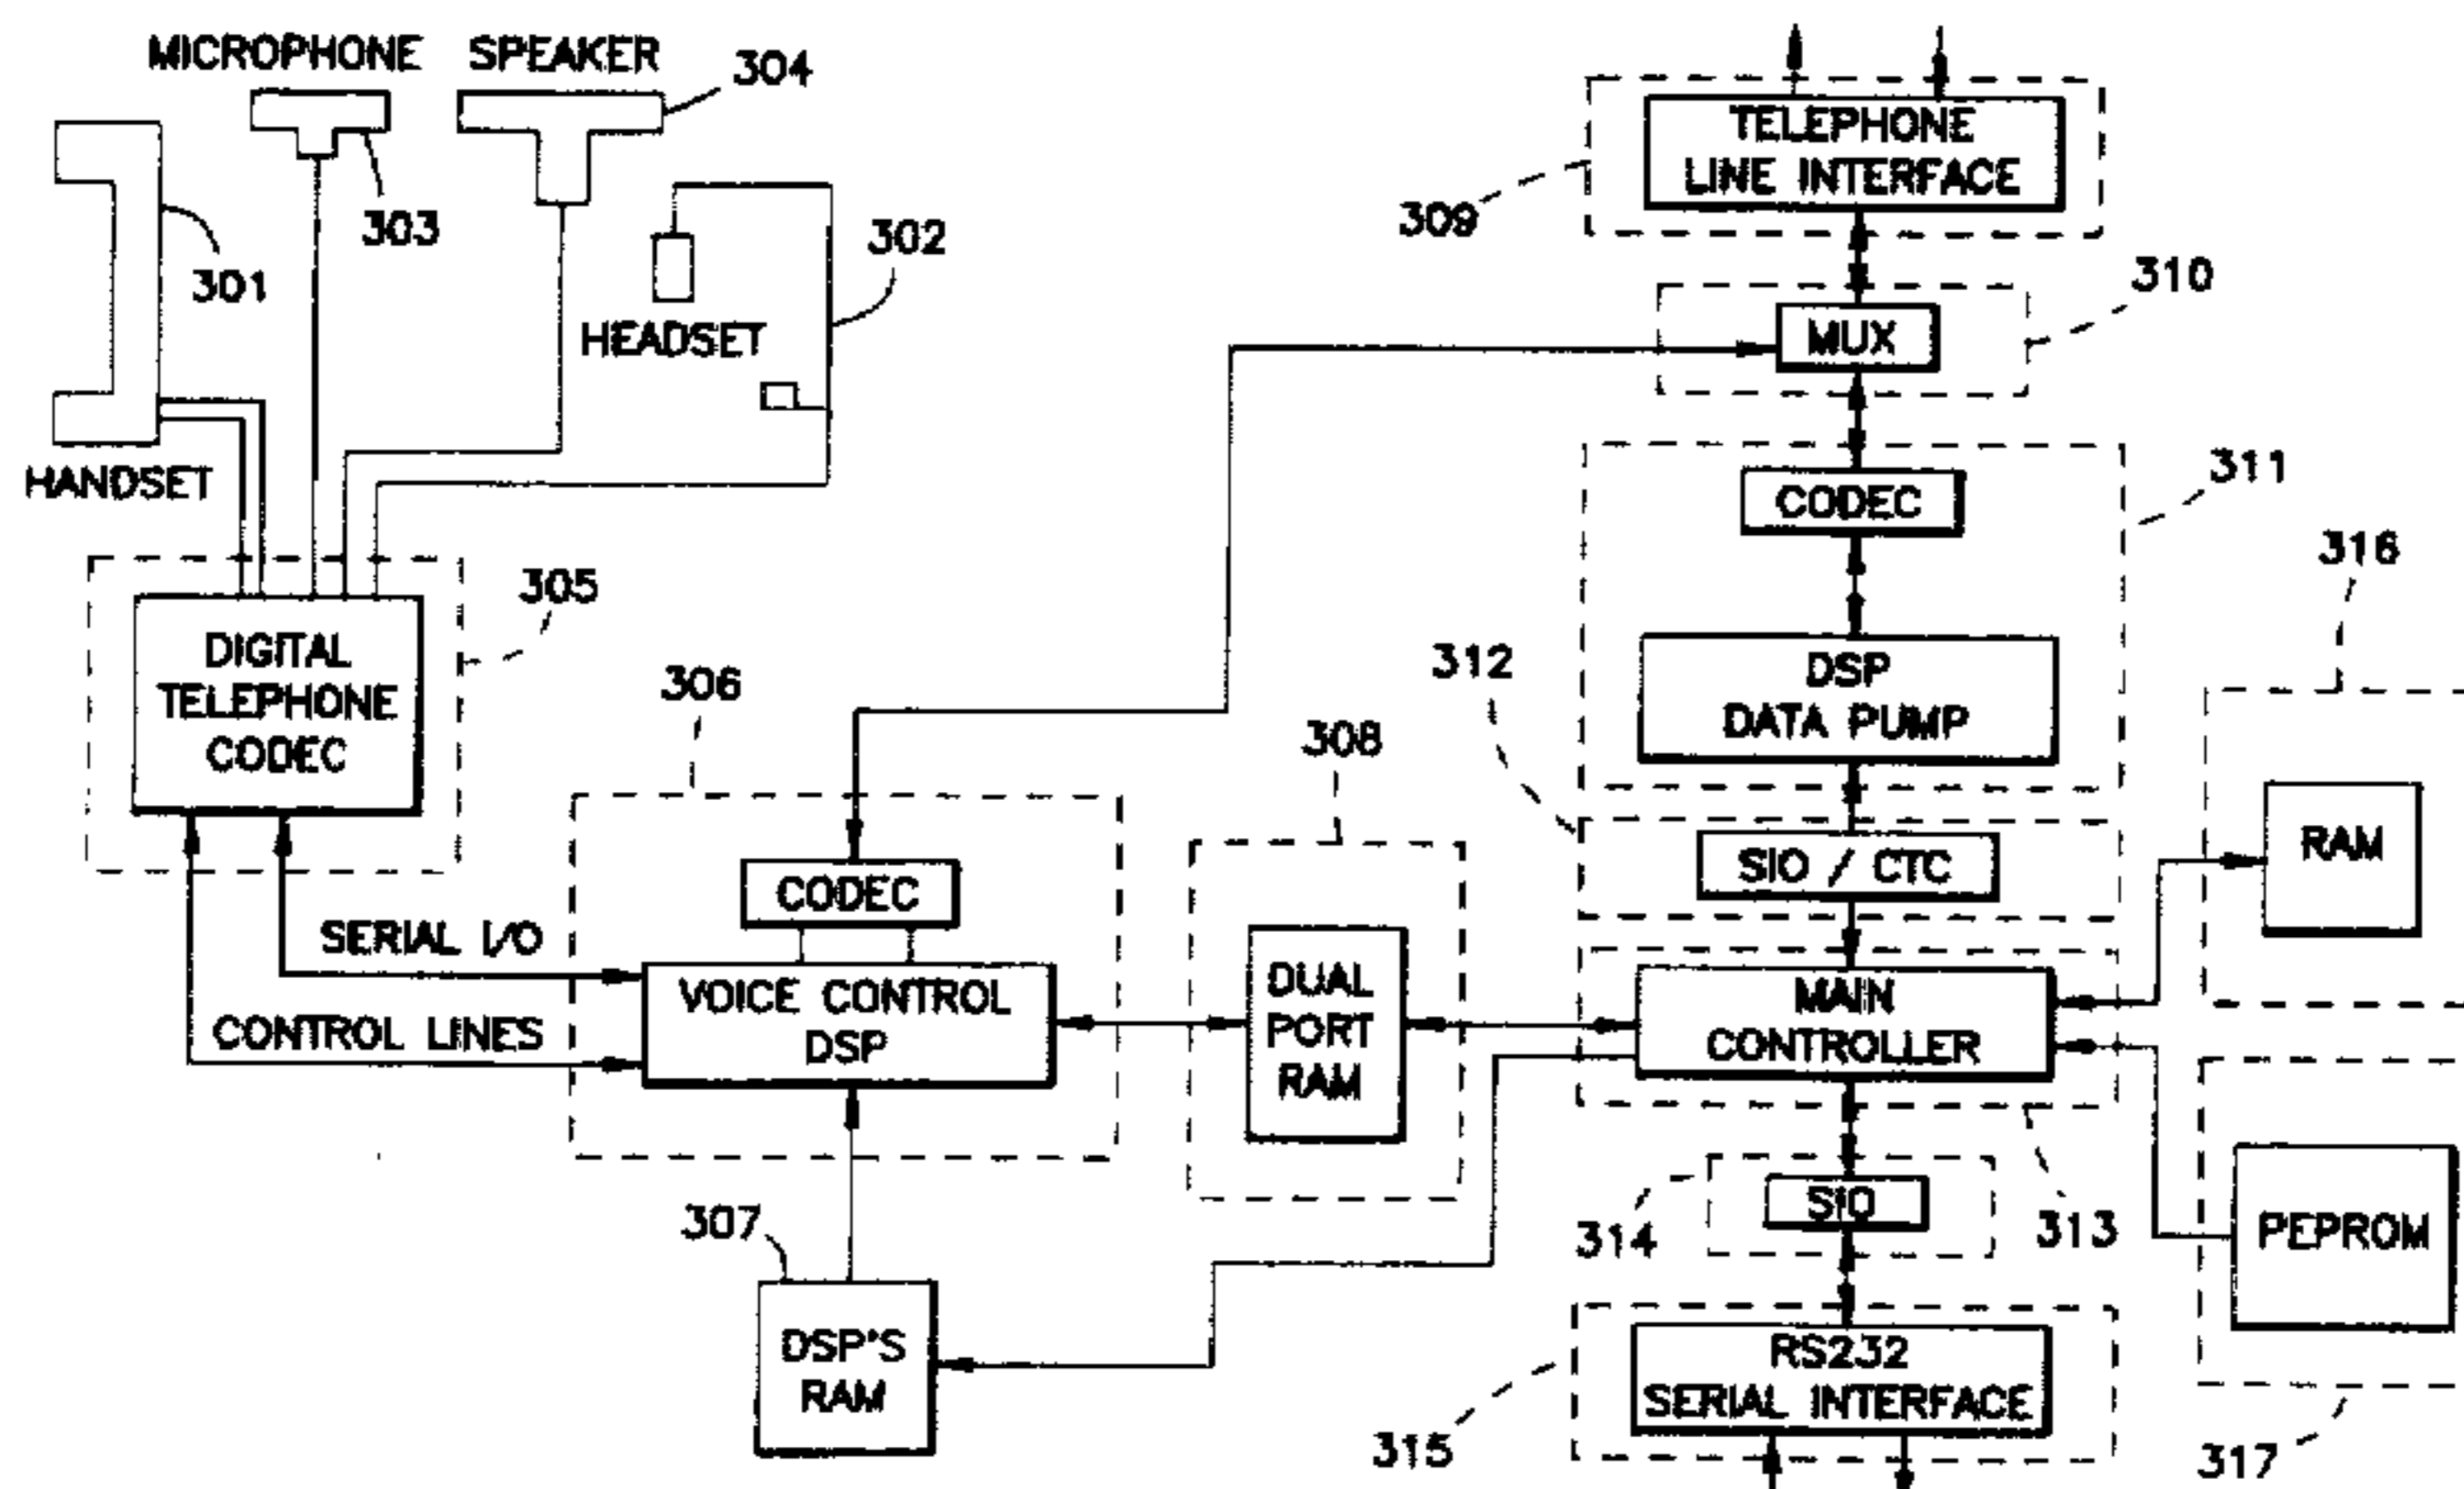 MICROPHONE
SPEAKER
304
303
301
302
HEADSET
HANDSET
305
DIGITAL
TELEPHONE
CODEC
306
SERIAL I/O
CONTROL LINES
CODEC
VOICE CONTROL
DSP
307
DSP'S
RAM
308
DUAL
PORT
RAM
TELEPHONE
LINE INTERFACE
309
310
MUX
311
CODEC
DSP
DATA PUMP
312
SIO / CTC
MAIN
CONTROLLER
313
314
SIO
RS232
SERIAL INTERFACE
315
316
RAM
PEPROM
317